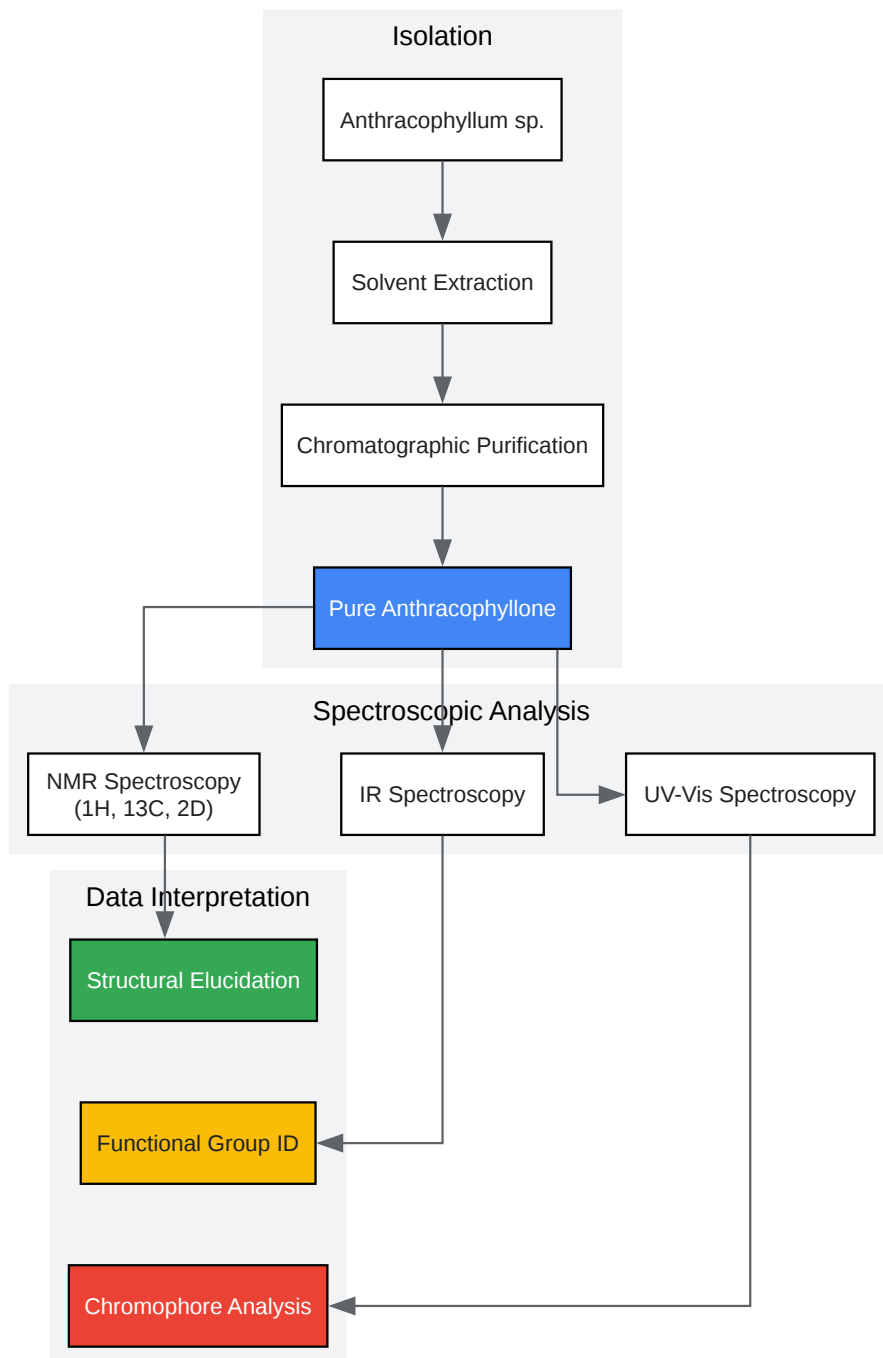 Isolation
Anthracophyllum sp.
Solvent Extraction
Chromatographic Purification
Pure Anthracophyllone
Spectroscopic Analysis
NMR Spectroscopy
(1H, 13C, 2D)
IR Spectroscopy
UV-Vis Spectroscopy
Data Interpretation
Structural Elucidation
Functional Group ID
Chromophore Analysis